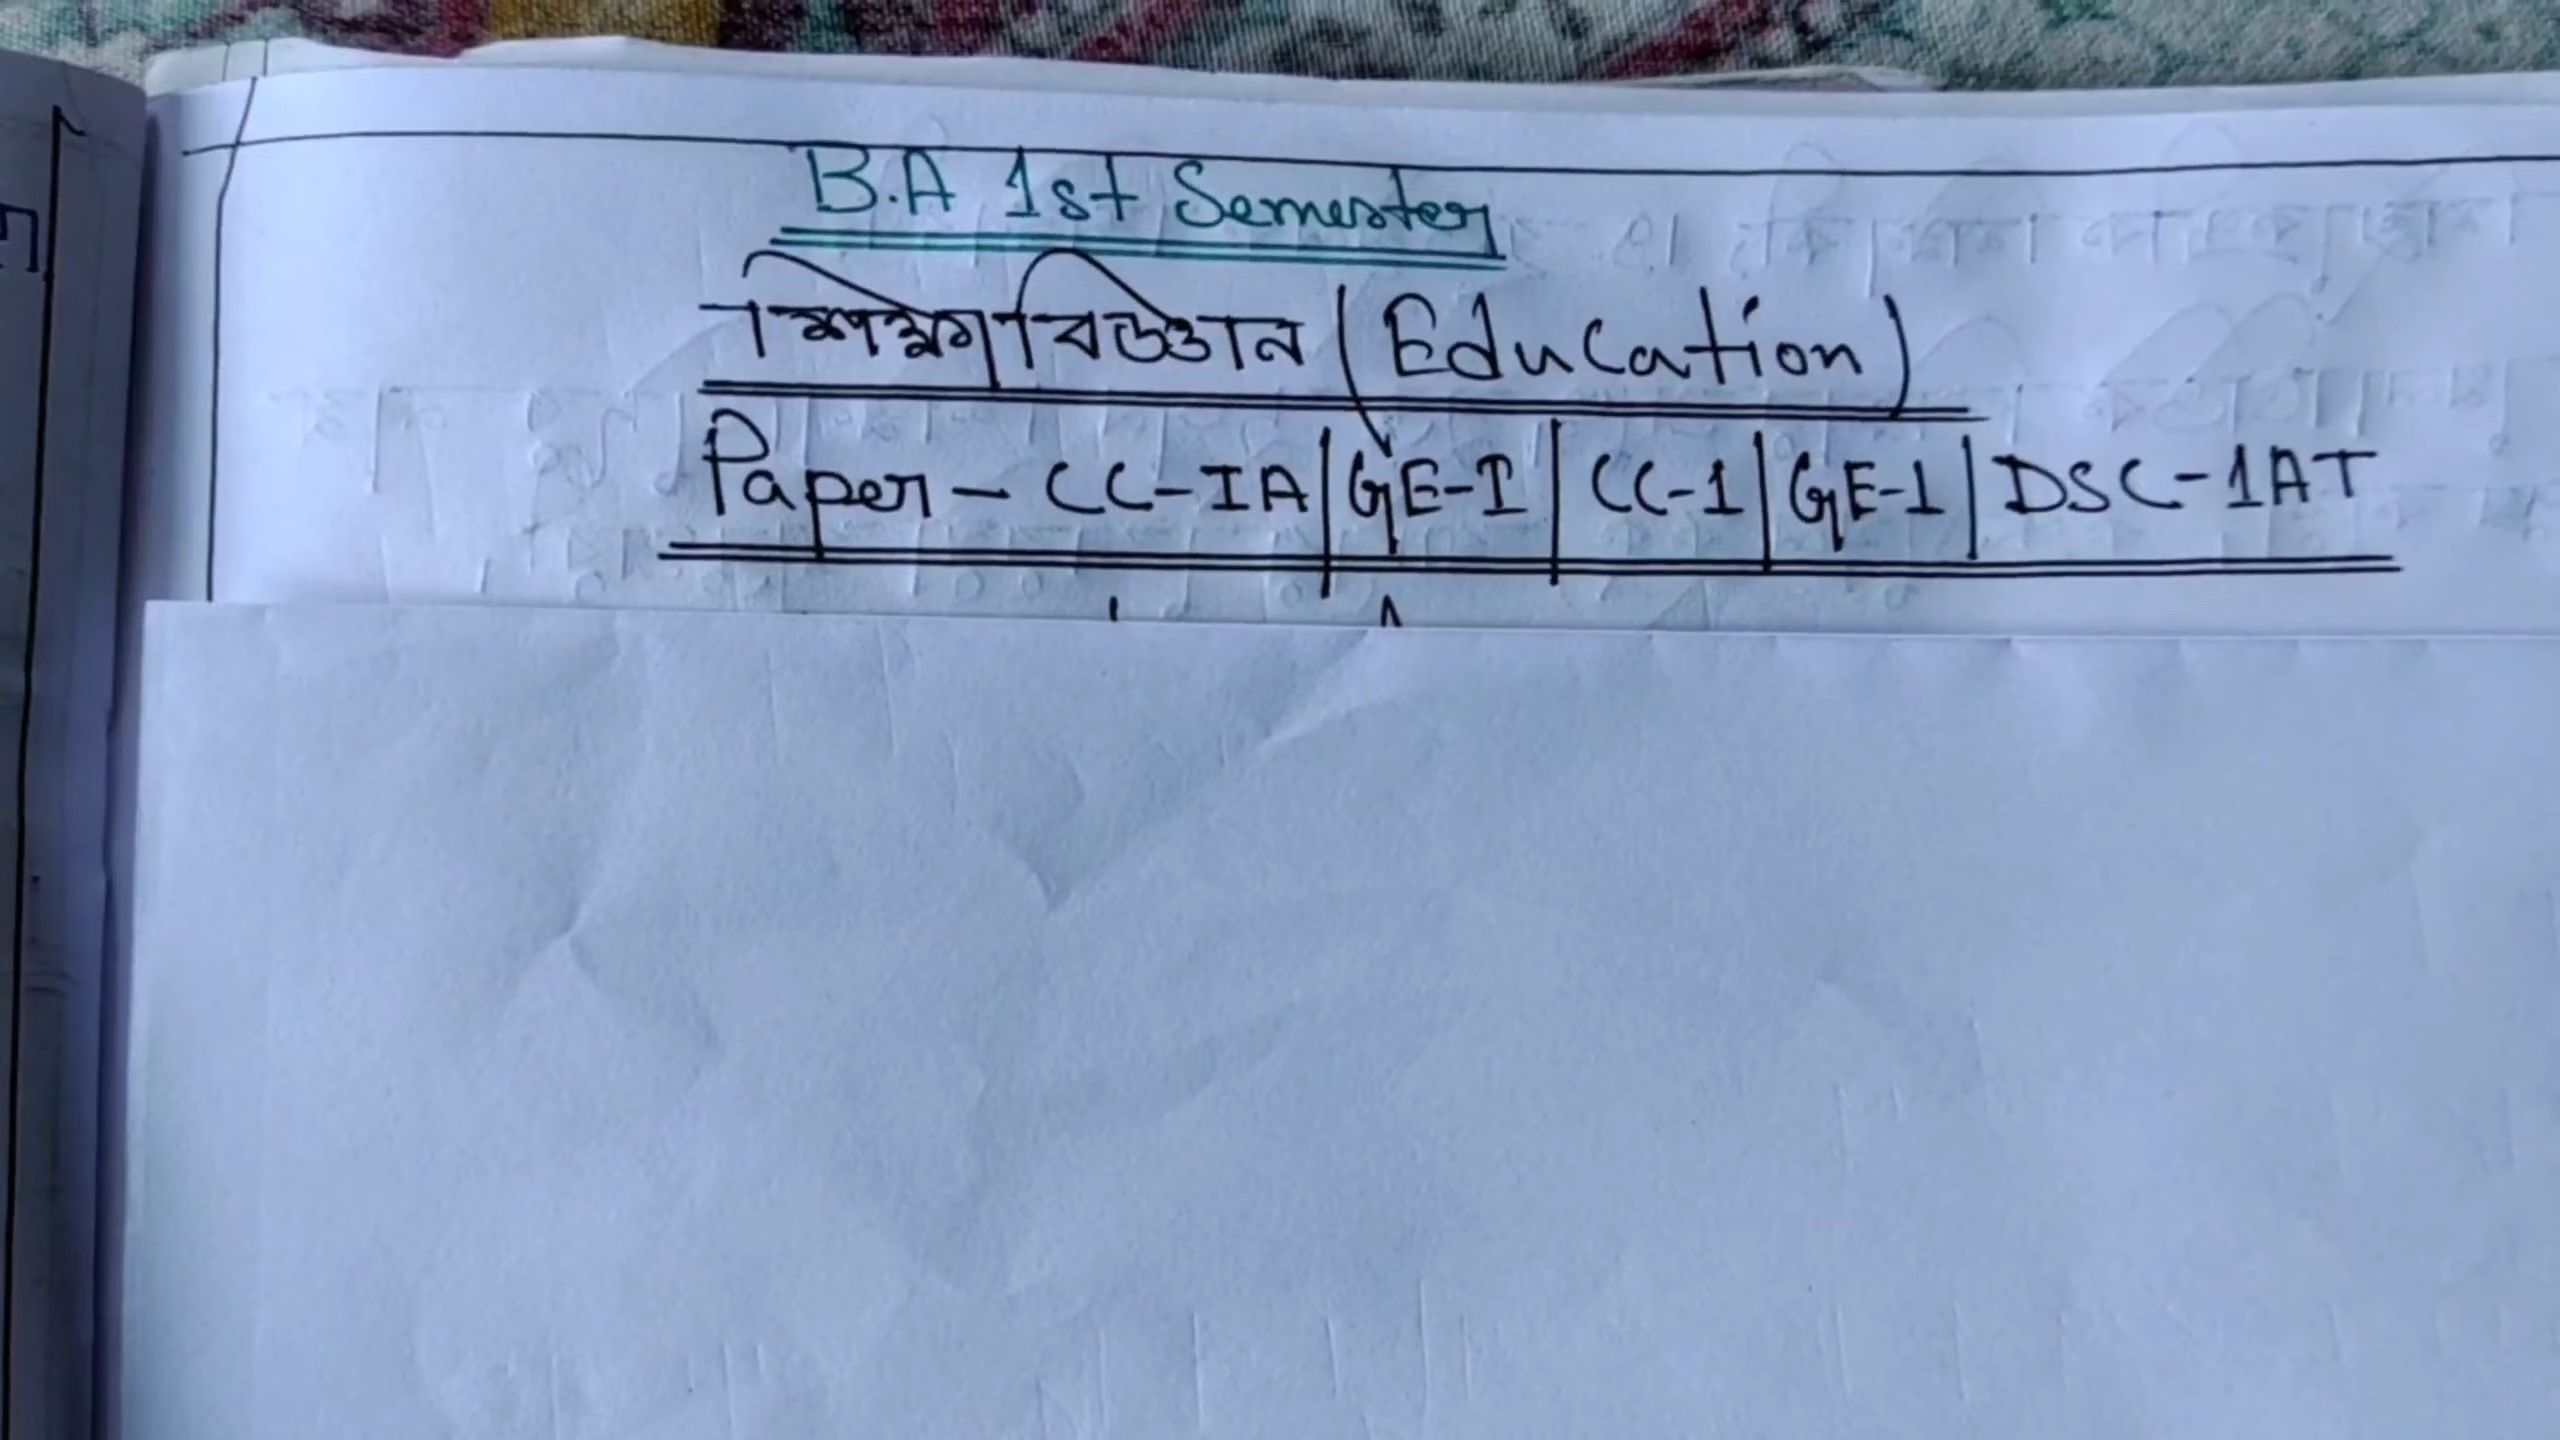 B.A 1st Semester
শিক্ষাবিজ্ঞান (Education)
Paper - CC-IA/GE-I/CC-1/GE-1/DSC-1AT